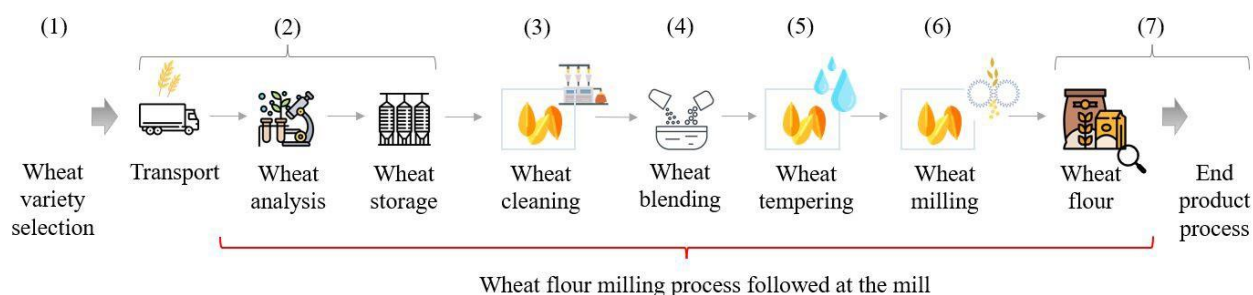 (1)
(2)
(3)
(4)
(5)
(6)
(7)
Wheat
variety
selection
Transport
Wheat
analysis
Wheat
storage
Wheat
cleaning
Wheat
blending
Wheat
tempering
Wheat
milling
Wheat
flour
End
product
process
Wheat flour milling process followed at the mill